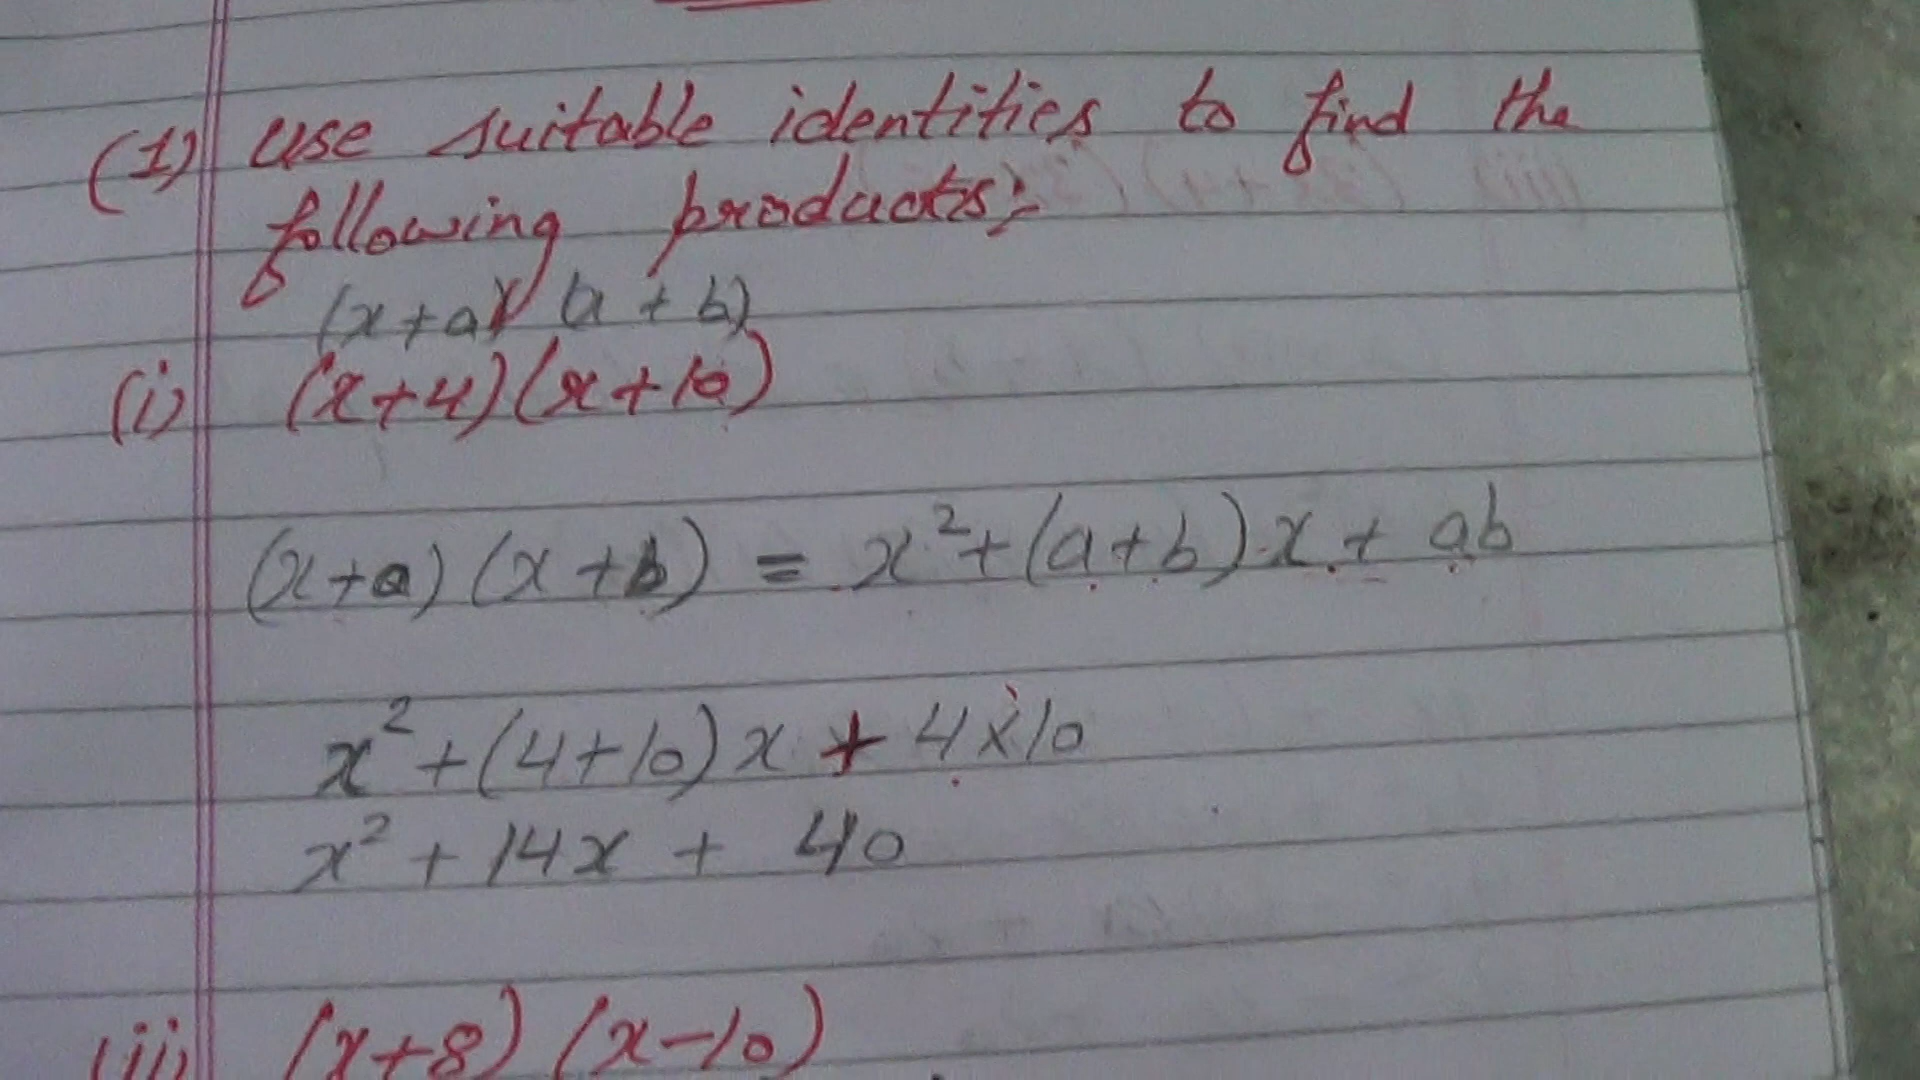 (1) Use suitable identities to find the
following products:
(x+a) (x + b)
(i) (x+4)(x+10)
(x+a) (x+b) = x²+(a+b)x + ab
x²+(4+10)x + 4×10
x² + 14x + 40
(ii) (x+8) (x-10)